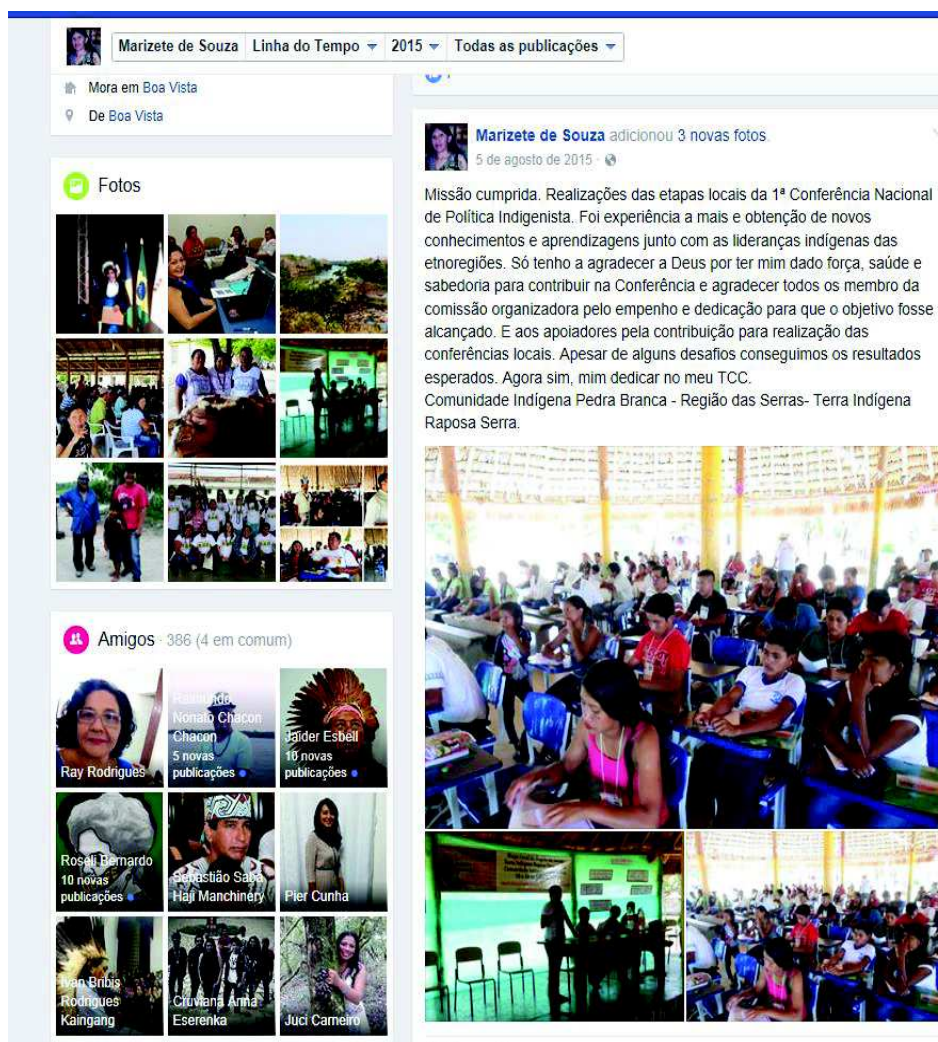 Marizete de Souza Linha do Tempo 2015 Todas as publicações
Mora em Boa Vista
De Boa Vista
Fotos
Amigos · 386 (4 em comum)
Ray Rodrigues
Raimundo
Nonato Chacon
Chacon
5 novas
publicações
Jaider Esbell
10 novas
publicações
Roseli Bernardo
10 novas
publicações
Sebastião
Haji Manchinery
Pier Cunha
Ivan Bribis
Rodrigues
Kaingang
Cruviana Anna
Eserenka
Juci Carneiro
Marizete de Souza adicionou 3 novas fotos.
5 de agosto de 2015 ·
Missão cumprida. Realizações das etapas locais da 1ª Conferência Nacional
de Política Indigenista. Foi experiência a mais e obtenção de novos
conhecimentos e aprendizagens junto com as lideranças indígenas das
etnoregiões. Só tenho a agradecer a Deus por ter mim dado força, saúde e
sabedoria para contribuir na Conferência e agradecer todos os membro da
comissão organizadora pelo empenho e dedicação para que o objetivo fosse
alcançado. E aos apoiadores pela contribuição para realização das
conferências locais. Apesar de alguns desafios conseguimos os resultados
esperados. Agora sim, mim dedicar no meu TCC.
Comunidade Indígena Pedra Branca - Região das Serras- Terra Indígena
Raposa Serra.